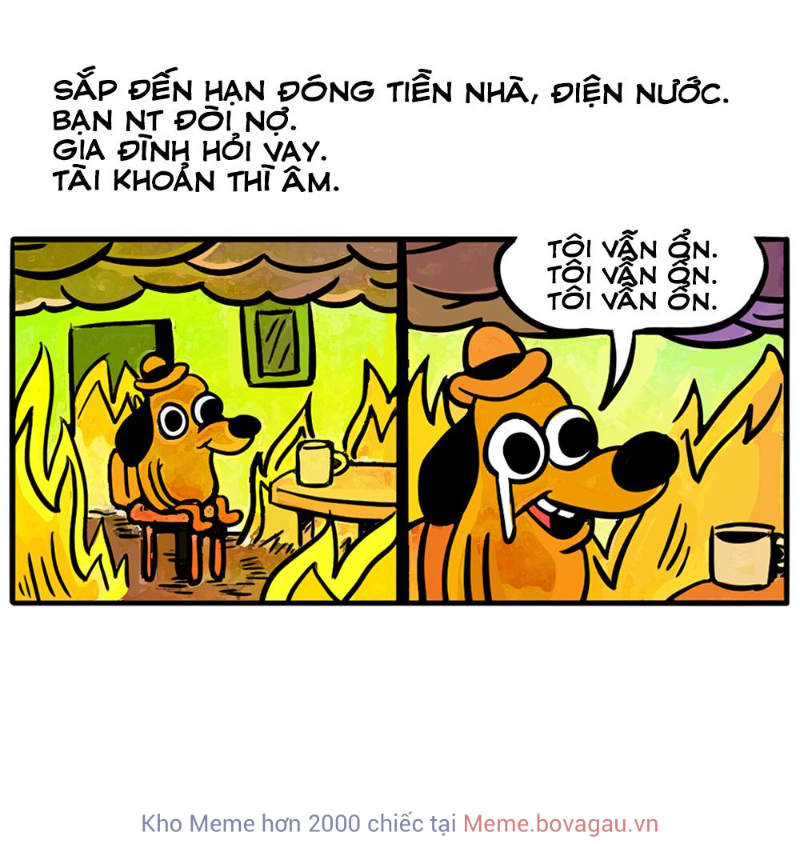 SẮP ĐẾN HẠN ĐÓNG TIỀN NHÀ, ĐIỆN NƯỚC.
BẠN NT ĐÒI NỢ.
GIA ĐÌNH HỎI VAY.
TÀI KHOẢN THÌ ÂM.
TÔI VẪN ỔN.
TÔI VẪN ỔN.
TÔI VẪN ỔN.
Kho Meme hơn 2000 chiếc tại Meme.bovagau.vn